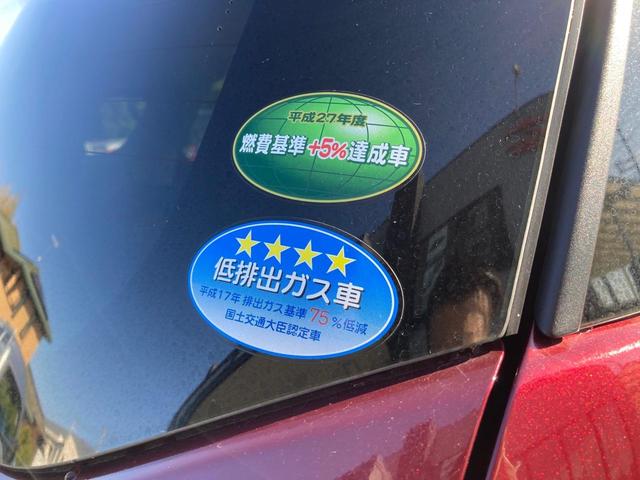 平成27年度
燃費基準+5%達成車
低排出ガス車
平成17年 排出ガス基準 75%低減
国土交通大臣認定車